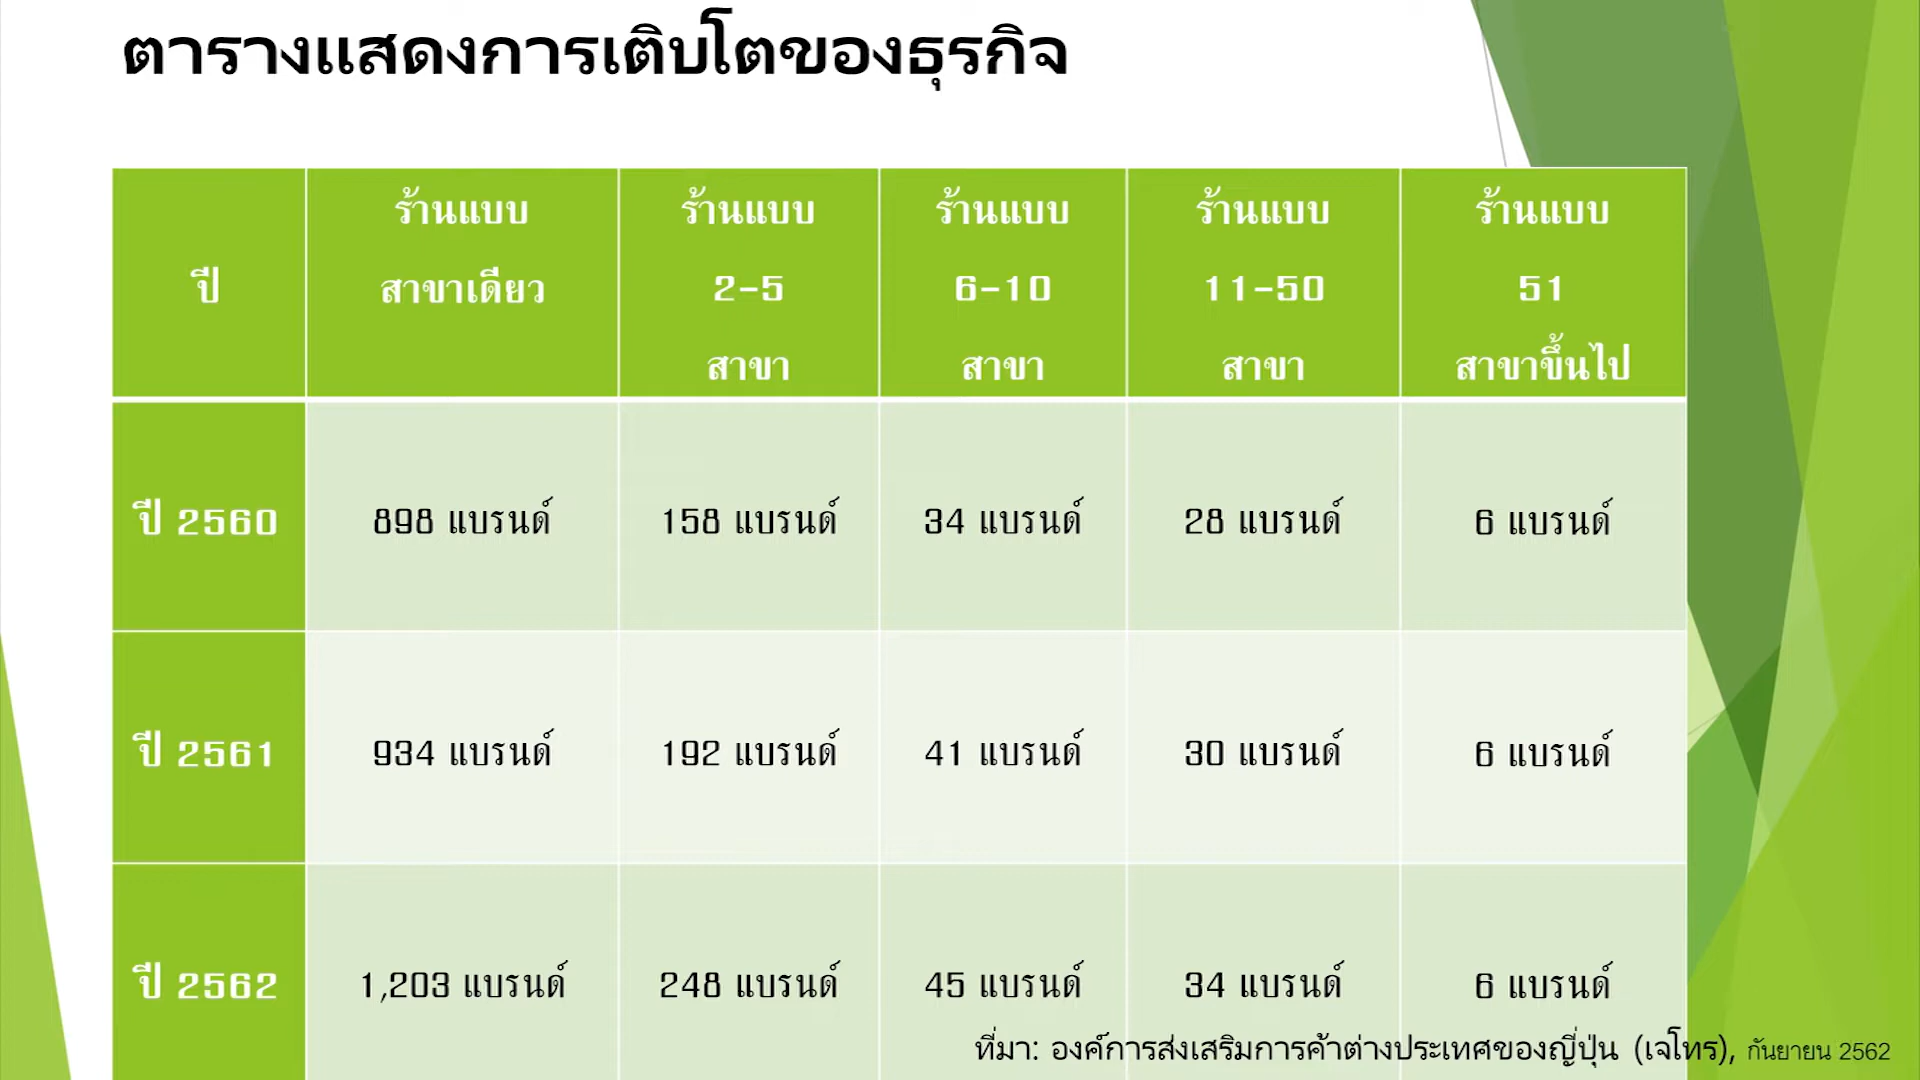 ตารางแสดงการเติบโตของธุรกิจ
ปี
ร้านแบบ
สาขาเดียว
ร้านแบบ
2-5
สาขา
ร้านแบบ
6-10
สาขา
ร้านแบบ
11-50
สาขา
ร้านแบบ
51
สาขาขึ้นไป
ปี 2560
898 แบรนด์
158 แบรนด์
34 แบรนด์
28 แบรนด์
6 แบรนด์
ปี 2561
934 แบรนด์
192 แบรนด์
41 แบรนด์
30 แบรนด์
6 แบรนด์
ปี 2562
1,203 แบรนด์
248 แบรนด์
45 แบรนด์
34 แบรนด์
6 แบรนด์
ที่มา: องค์การส่งเสริมการค้าต่างประเทศของญี่ปุ่น (เจโทร), กันยายน 2562